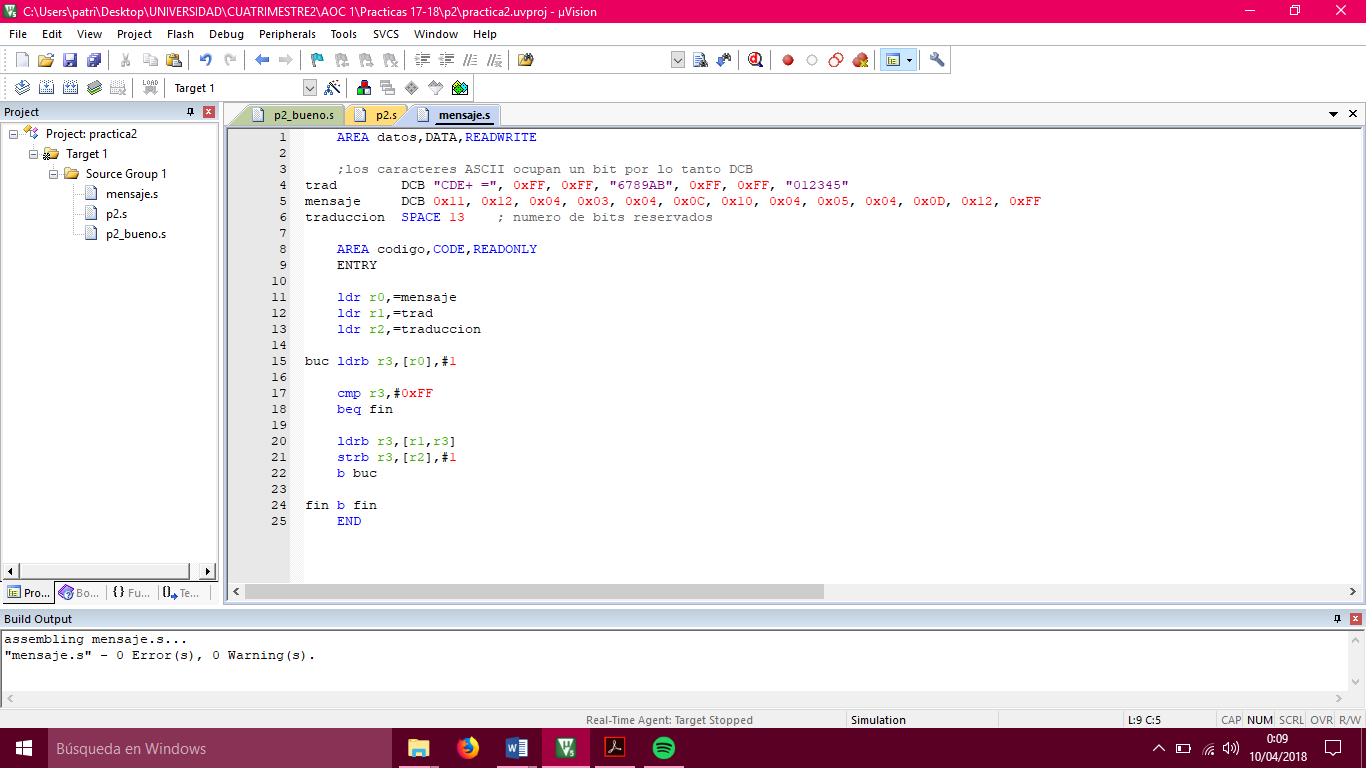 C:\Users\patri\Desktop\UNIVERSIDAD\CUATRIMESTRE2\AOC 1\Practicas 17-18\p2\practica2.uvproj - µVision
File Edit View Project Flash Debug Peripherals Tools SVCS Window Help
LOAD Target 1
Project
Project: practica2
Target 1
Source Group 1
mensaje.s
p2.s
p2_bueno.s
Pro... Bo... {} Fu... Te...
p2_bueno.s p2.s mensaje.s
1 AREA datos,DATA,READWRITE
2
3 ;los caracteres ASCII ocupan un bit por lo tanto DCB
4 trad DCB "CDE+ =", 0xFF, 0xFF, "6789AB", 0xFF, 0xFF, "012345"
5 mensaje DCB 0x11, 0x12, 0x04, 0x03, 0x04, 0x0C, 0x10, 0x04, 0x05, 0x04, 0x0D, 0x12, 0xFF
6 traduccion SPACE 13 ; numero de bits reservados
7
8 AREA codigo,CODE,READONLY
9 ENTRY
10
11 ldr r0,=mensaje
12 ldr r1,=trad
13 ldr r2,=traduccion
14
15 buc ldrb r3,[r0],#1
16
17 cmp r3,#0xFF
18 beq fin
19
20 ldrb r3,[r1,r3]
21 strb r3,[r2],#1
22 b buc
23
24 fin b fin
25 END
Build Output
assembling mensaje.s...
"mensaje.s" - 0 Error(s), 0 Warning(s).
Real-Time Agent: Target Stopped Simulation L:9 C:5 CAP NUM SCRL OVR R/W
Búsqueda en Windows
0:09
10/04/2018